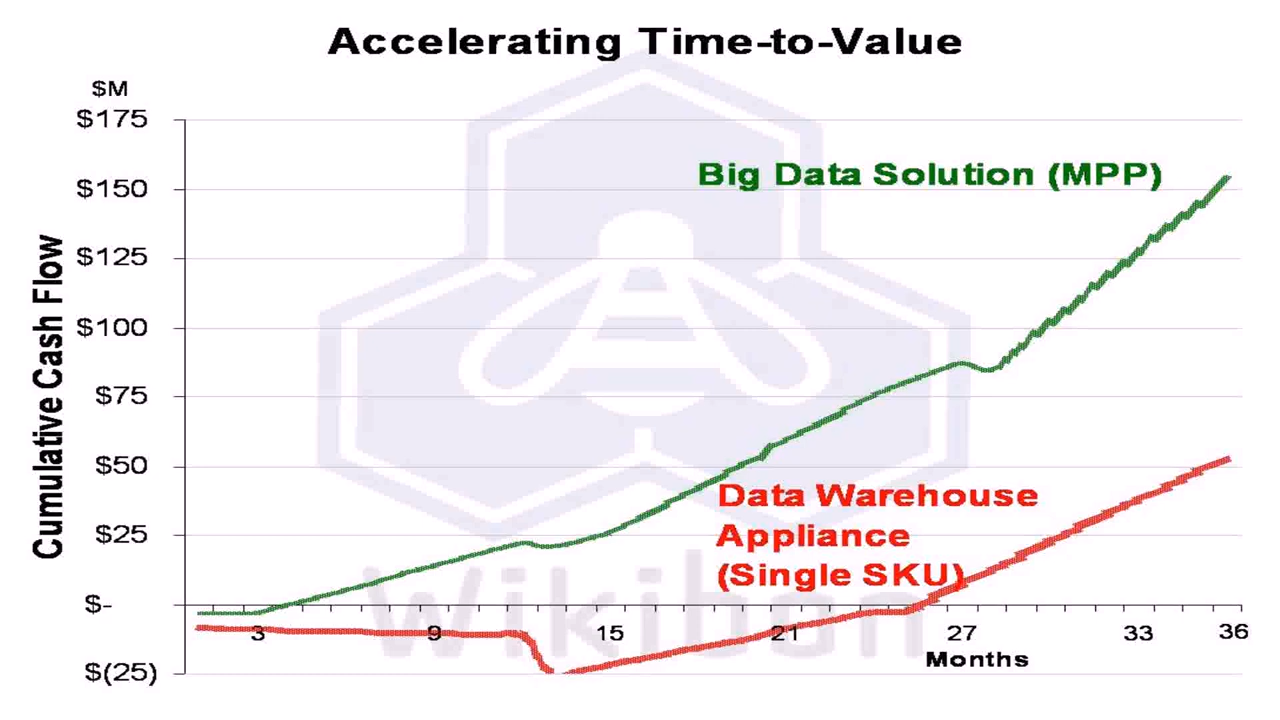 Accelerating Time-to-Value
$M
$175
$150
$125
$100
$75
$50
$25
$-
$(25)
Cumulative Cash Flow
Big Data Solution (MPP)
Data Warehouse
Appliance
(Single SKU)
3 9 15 21 27 33 36
Months
Wikibon